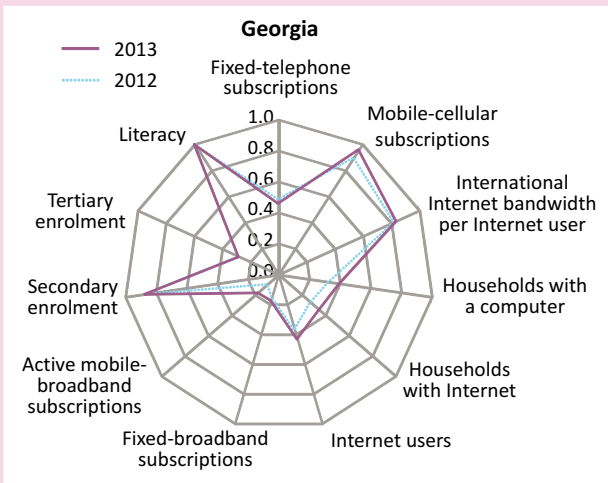 Georgia
2013
2012
Fixed-telephone
subscriptions
Mobile-cellular
subscriptions
International
Internet bandwidth
per Internet user
Households with
a computer
Households
with Internet
Internet users
Fixed-broadband
subscriptions
Active mobile-
broadband
subscriptions
Secondary
enrolment
Tertiary
enrolment
Literacy
1.0
0.8
0.6
0.4
0.2
0.0